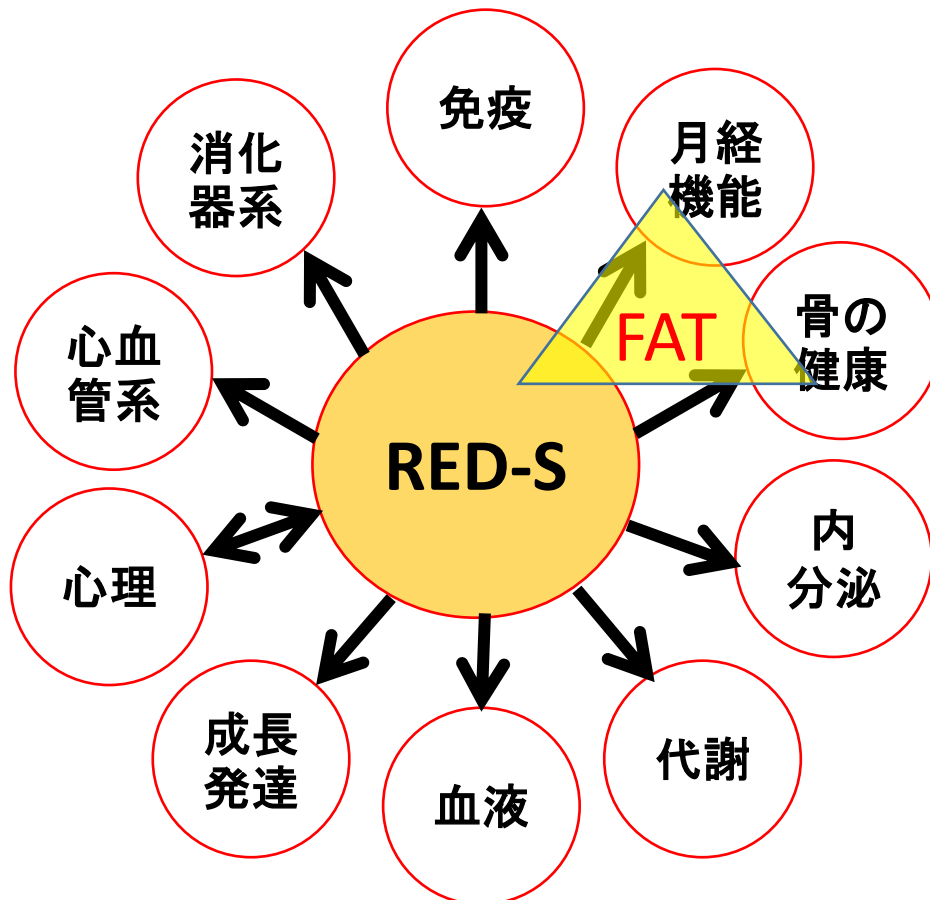 免疫
月経
機能
骨の
健康
内
分泌
代謝
血液
成長
発達
心理
心血
管系
消化
器系
FAT
RED-S